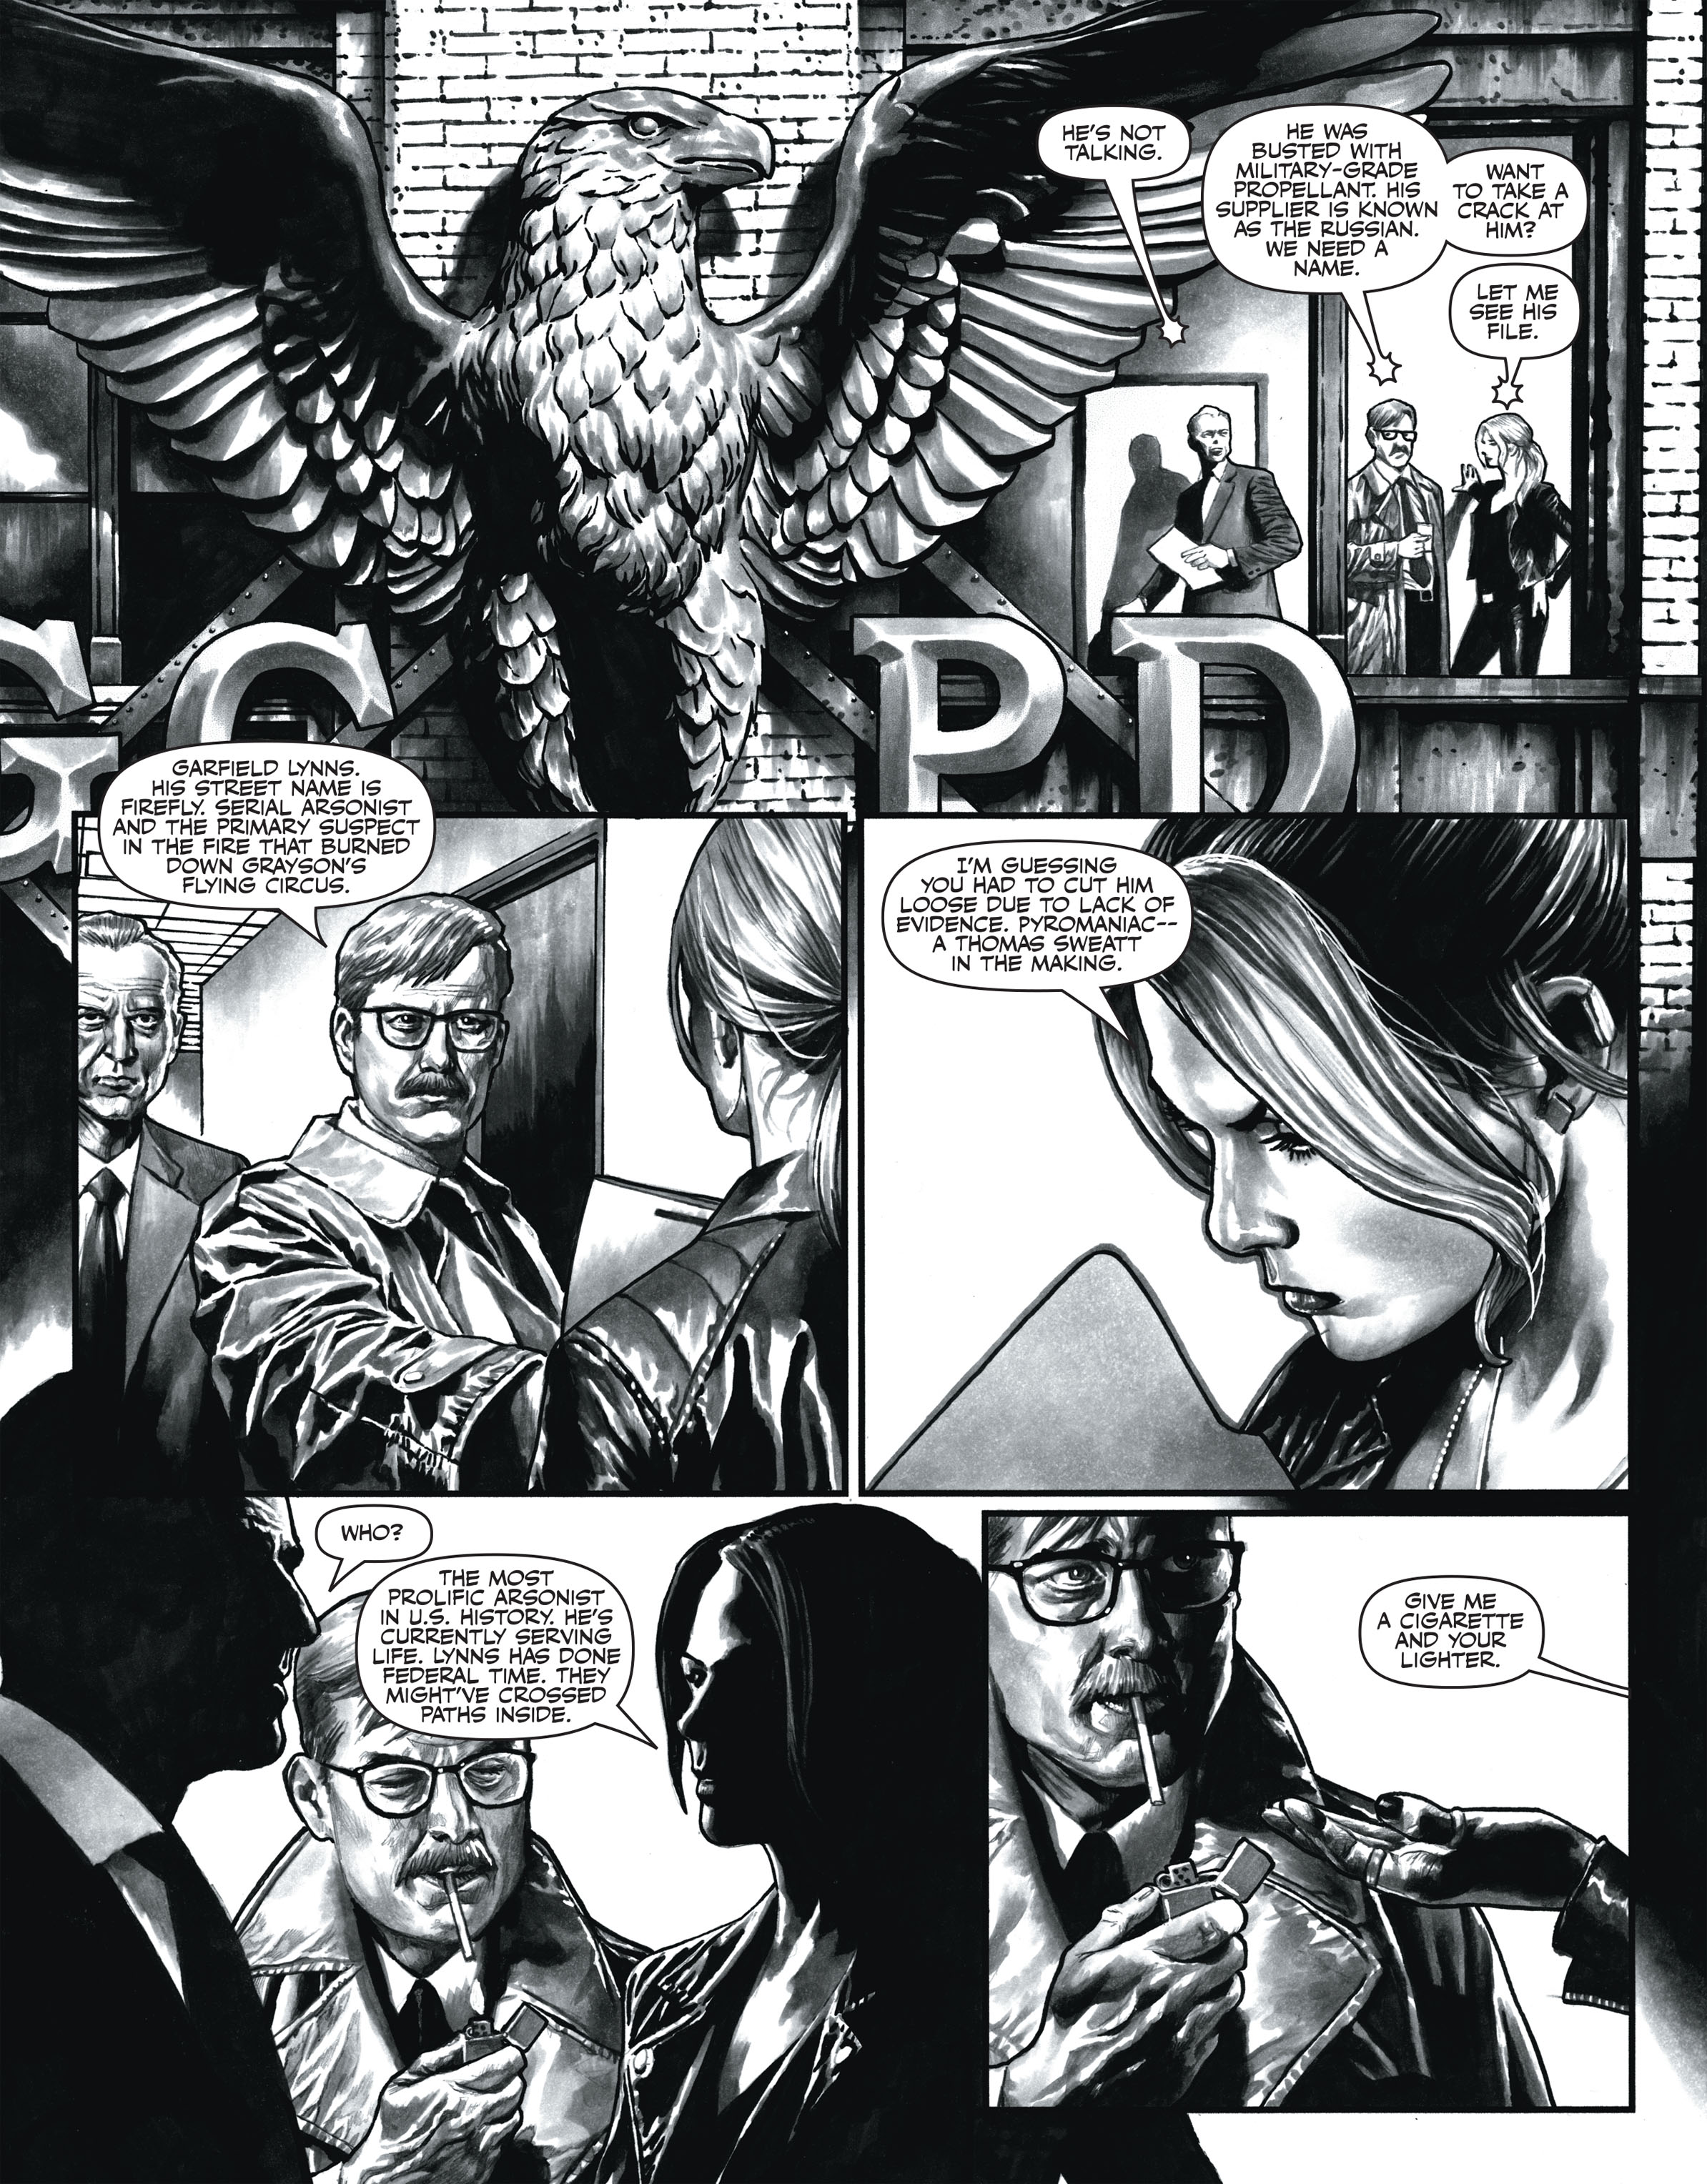 HE'S NOT
TALKING.
HE WAS
BUSTED WITH
MILITARY-GRADE
PROPELLANT. HIS
SUPPLIER IS KNOWN
AS THE RUSSIAN.
WE NEED A
NAME.
WANT
TO TAKE A
CRACK AT
HIM?
LET ME
SEE HIS
FILE.
G C P D
GARFIELD LYNNS.
HIS STREET NAME IS
FIREFLY. SERIAL ARSONIST
AND THE PRIMARY SUSPECT
IN THE FIRE THAT BURNED
DOWN GRAYSON'S
FLYING CIRCUS.
I'M GUESSING
YOU HAD TO CUT HIM
LOOSE DUE TO LACK OF
EVIDENCE. PYROMANIAC--
A THOMAS SWEATT
IN THE MAKING.
WHO?
THE MOST
PROLIFIC ARSONIST
IN U.S. HISTORY. HE'S
CURRENTLY SERVING
LIFE. LYNNS HAS DONE
FEDERAL TIME. THEY
MIGHT'VE CROSSED
PATHS INSIDE.
GIVE ME
A CIGARETTE
AND YOUR
LIGHTER.